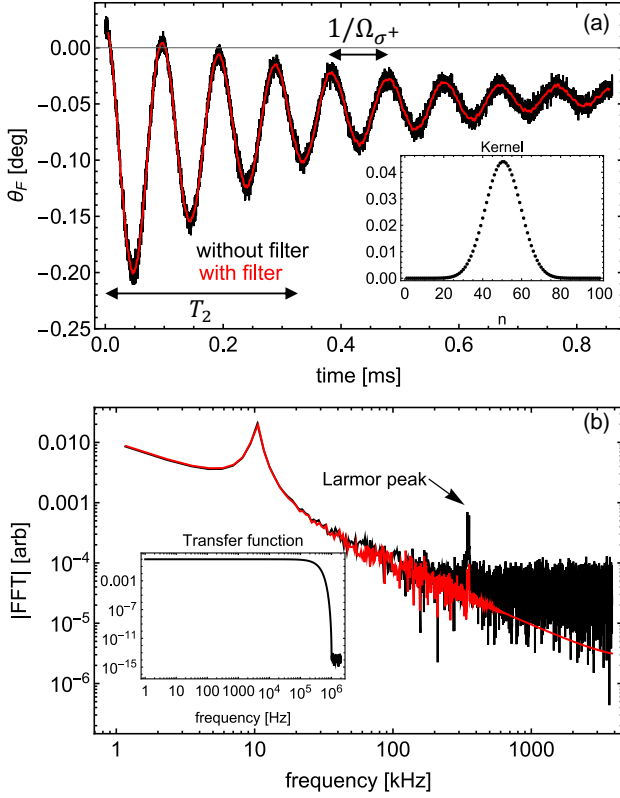 (a)
1/Ω_σ+
0.00
−0.05
−0.10
−0.15
−0.20
−0.25
θ_F [deg]
without filter
with filter
T_2
Kernel
0.04
0.03
0.02
0.01
0.00
0 20 40 60 80 100
n
0.0 0.2 0.4 0.6 0.8
time [ms]
(b)
0.010
0.001
10^−4
10^−5
10^−6
|FFT| [arb]
Larmor peak
Transfer function
0.001
10^−7
10^−11
10^−15
1 10 100 1000 10^4 10^5 10^6
frequency [Hz]
1 10 100 1000
frequency [kHz]